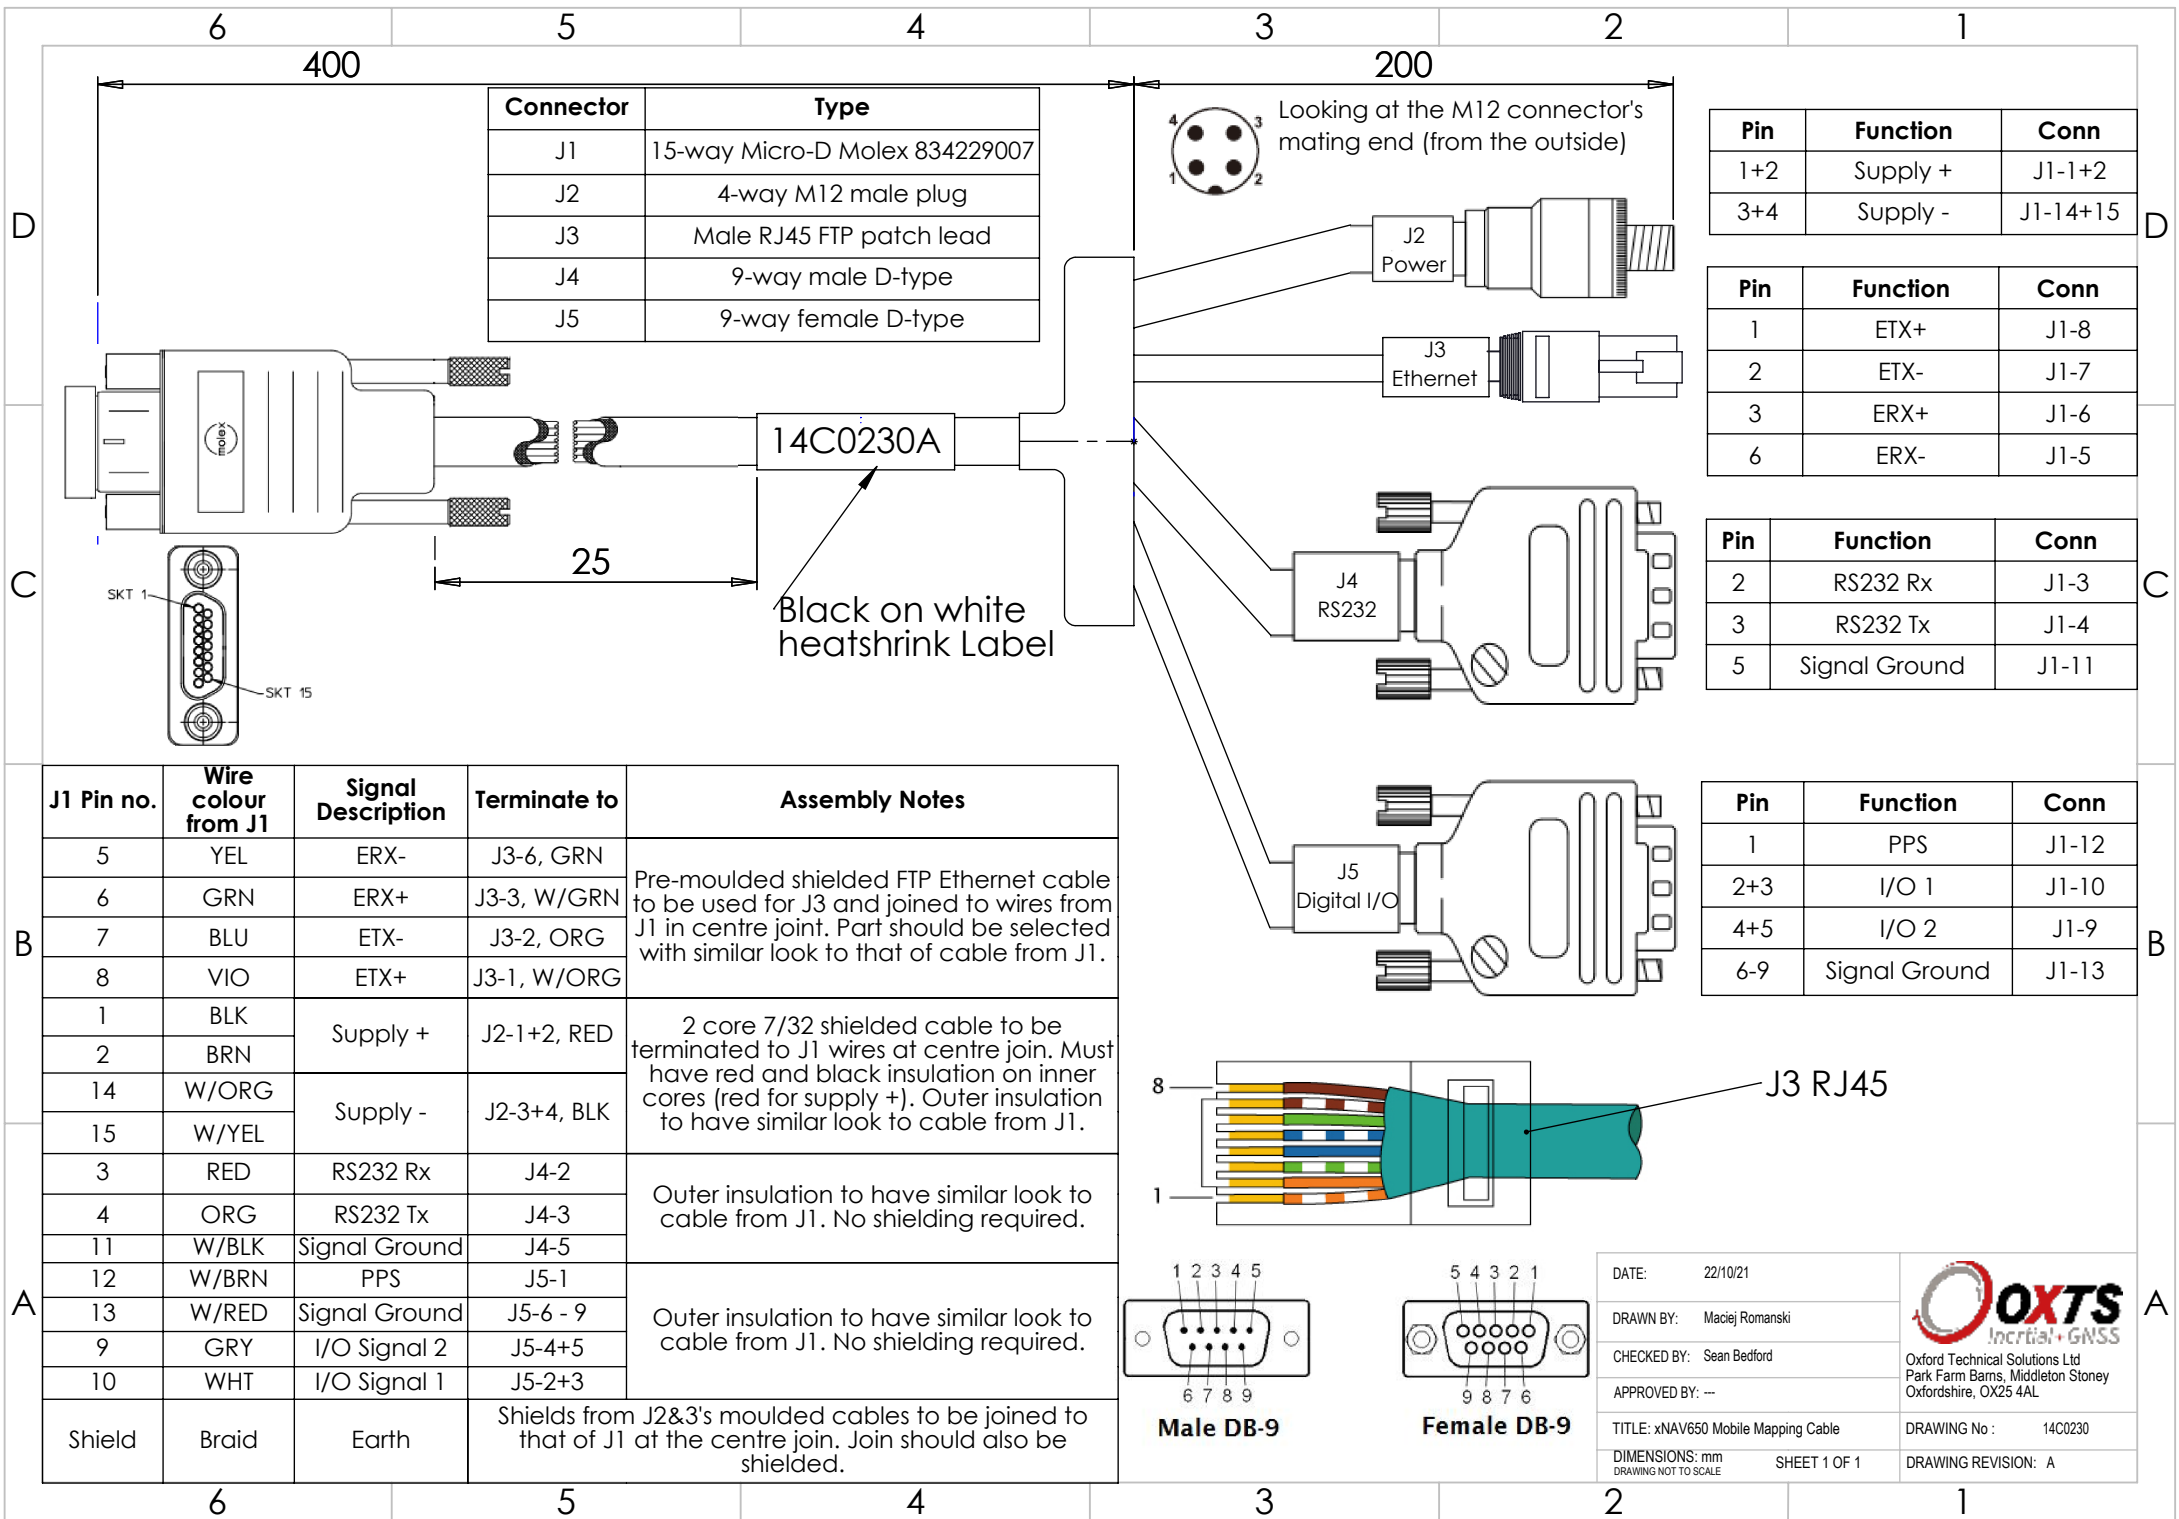 6 5 4 3 2 1
400
200
Connector Type
J1 15-way Micro-D Molex 834229007
J2 4-way M12 male plug
J3 Male RJ45 FTP patch lead
J4 9-way male D-type
J5 9-way female D-type
4 3
1 2
Looking at the M12 connector's
mating end (from the outside)
Pin Function Conn
1+2 Supply + J1-1+2
3+4 Supply - J1-14+15
D
D
J2
Power
Pin Function Conn
1 ETX+ J1-8
2 ETX- J1-7
3 ERX+ J1-6
6 ERX- J1-5
J3
Ethernet
molex
14C0230A
25
Black on white
heatshrink Label
SKT 1
SKT 15
C
C
J4
RS232
Pin Function Conn
2 RS232 Rx J1-3
3 RS232 Tx J1-4
5 Signal Ground J1-11
J1 Pin no. Wire colour from J1 Signal Description Terminate to Assembly Notes
5 YEL ERX- J3-6, GRN
6 GRN ERX+ J3-3, W/GRN
7 BLU ETX- J3-2, ORG
8 VIO ETX+ J3-1, W/ORG
Pre-moulded shielded FTP Ethernet cable
to be used for J3 and joined to wires from
J1 in centre joint. Part should be selected
with similar look to that of cable from J1.
1 BLK
2 BRN
Supply + J2-1+2, RED
14 W/ORG
15 W/YEL
Supply - J2-3+4, BLK
2 core 7/32 shielded cable to be
terminated to J1 wires at centre join. Must
have red and black insulation on inner
cores (red for supply +). Outer insulation
to have similar look to cable from J1.
3 RED RS232 Rx J4-2
4 ORG RS232 Tx J4-3
11 W/BLK Signal Ground J4-5
Outer insulation to have similar look to
cable from J1. No shielding required.
12 W/BRN PPS J5-1
13 W/RED Signal Ground J5-6 - 9
9 GRY I/O Signal 2 J5-4+5
10 WHT I/O Signal 1 J5-2+3
Outer insulation to have similar look to
cable from J1. No shielding required.
Shield Braid Earth
Shields from J2&3's moulded cables to be joined to
that of J1 at the centre join. Join should also be
shielded.
B
B
J5
Digital I/O
Pin Function Conn
1 PPS J1-12
2+3 I/O 1 J1-10
4+5 I/O 2 J1-9
6-9 Signal Ground J1-13
8
1
J3 RJ45
A
A
1 2 3 4 5
6 7 8 9
Male DB-9
5 4 3 2 1
9 8 7 6
Female DB-9
DATE: 22/10/21
DRAWN BY: Maciej Romanski
CHECKED BY: Sean Bedford
APPROVED BY: ---
TITLE: xNAV650 Mobile Mapping Cable
DIMENSIONS: mm
DRAWING NOT TO SCALE
SHEET 1 OF 1
OXTS
Inertial+GNSS
Oxford Technical Solutions Ltd
Park Farm Barns, Middleton Stoney
Oxfordshire, OX25 4AL
DRAWING No : 14C0230
DRAWING REVISION: A
6 5 4 3 2 1